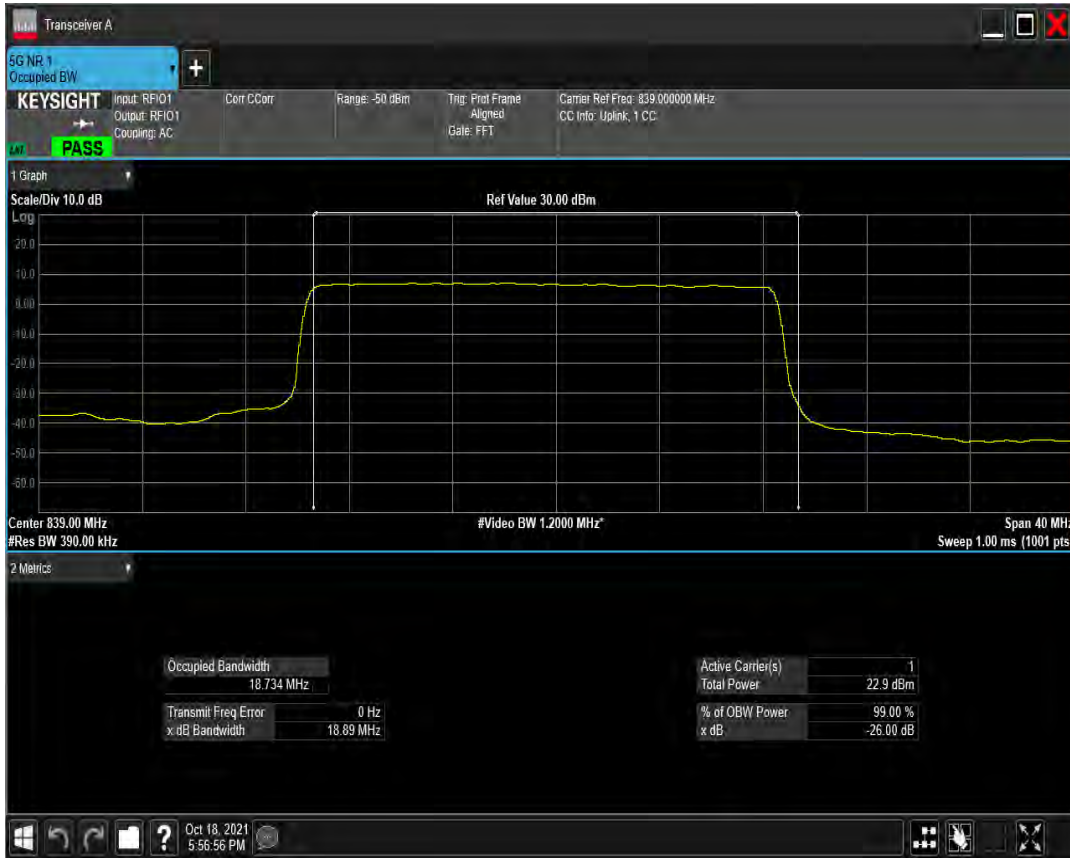 Transceiver A
5G NR 1
Occupied BW
KEYSIGHT
Input: RFIO1
Output: RFIO1
Coupling: AC
Corr CCorr
Range: -50 dBm
Trig: Prot Frame
Aligned
Gate: FFT
Carrier Ref Freq: 839.000000 MHz
CC Info: Uplink, 1 CC
PASS
1 Graph
Scale/Div 10.0 dB
Ref Value 30.00 dBm
Log
20.0
10.0
0.00
-10.0
-20.0
-30.0
-40.0
-50.0
-60.0
Center 839.00 MHz
#Video BW 1.2000 MHz*
Span 40 MHz
#Res BW 390.00 kHz
Sweep 1.00 ms (1001 pts
2 Metrics
Occupied Bandwidth
18.734 MHz
Transmit Freq Error 0 Hz
x dB Bandwidth 18.89 MHz
Active Carrier(s) 1
Total Power 22.9 dBm
% of OBW Power 99.00 %
x dB -26.00 dB
?
Oct 18, 2021
5:56:56 PM